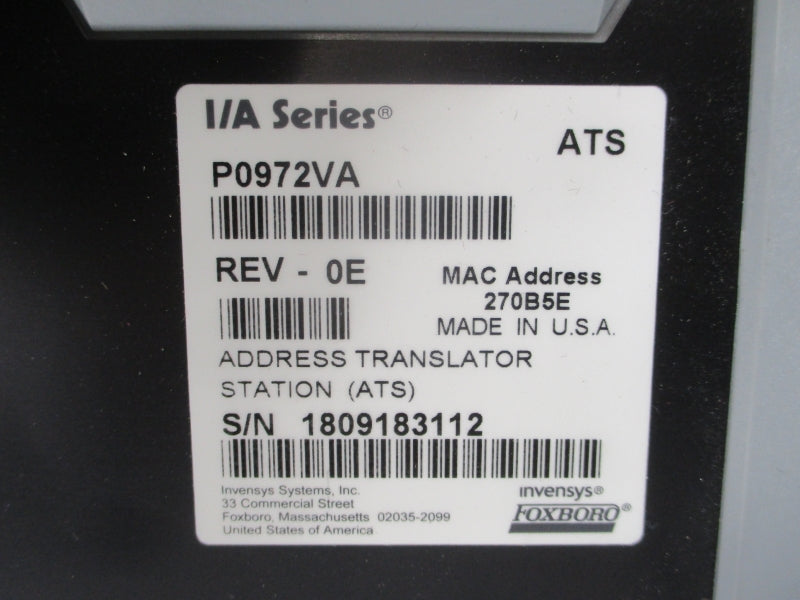 I/A Series®
ATS
P0972VA
REV - 0E
MAC Address
270B5E
MADE IN U.S.A.
ADDRESS TRANSLATOR
STATION (ATS)
S/N 1809183112
Invensys Systems, Inc.
33 Commercial Street
Foxboro, Massachusetts 02035-2099
United States of America
invensys®
FOXBORO®